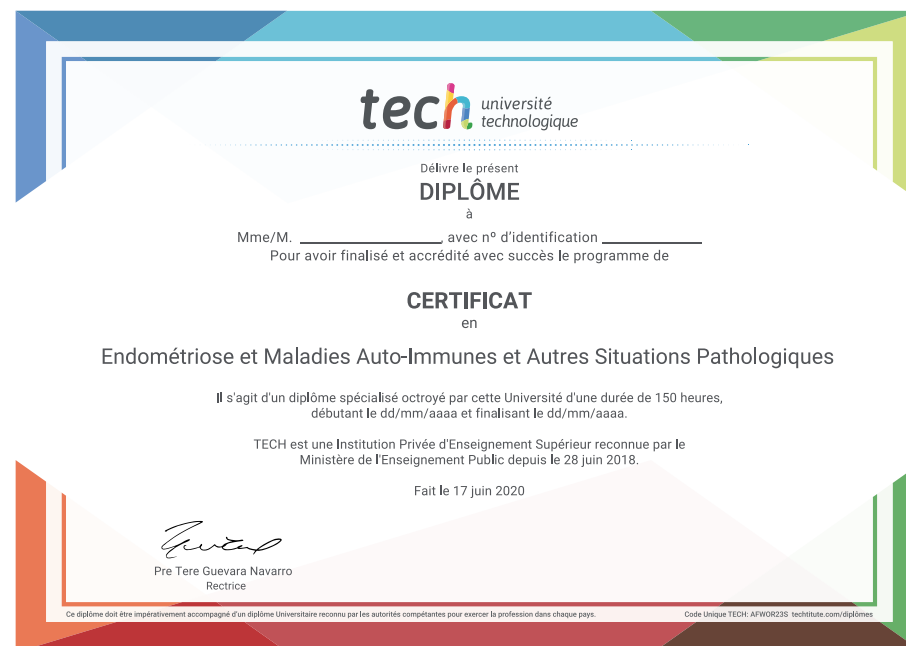 tech université
technologique
Délivre le présent
DIPLÔME
à
Mme/M. ____________________, avec nº d'identification ______________
Pour avoir finalisé et accrédité avec succès le programme de
CERTIFICAT
en
Endométriose et Maladies Auto-Immunes et Autres Situations Pathologiques
Il s'agit d'un diplôme spécialisé octroyé par cette Université d'une durée de 150 heures,
débutant le dd/mm/aaaa et finalisant le dd/mm/aaaa.
TECH est une Institution Privée d'Enseignement Supérieur reconnue par le
Ministère de l'Enseignement Public depuis le 28 juin 2018.
Fait le 17 juin 2020
Pre Tere Guevara Navarro
Rectrice
Ce diplôme doit être impérativement accompagné d'un diplôme Universitaire reconnu par les autorités compétentes pour exercer la profession dans chaque pays. Code Unique TECH: AFWOR23S techtitute.com/diplômes